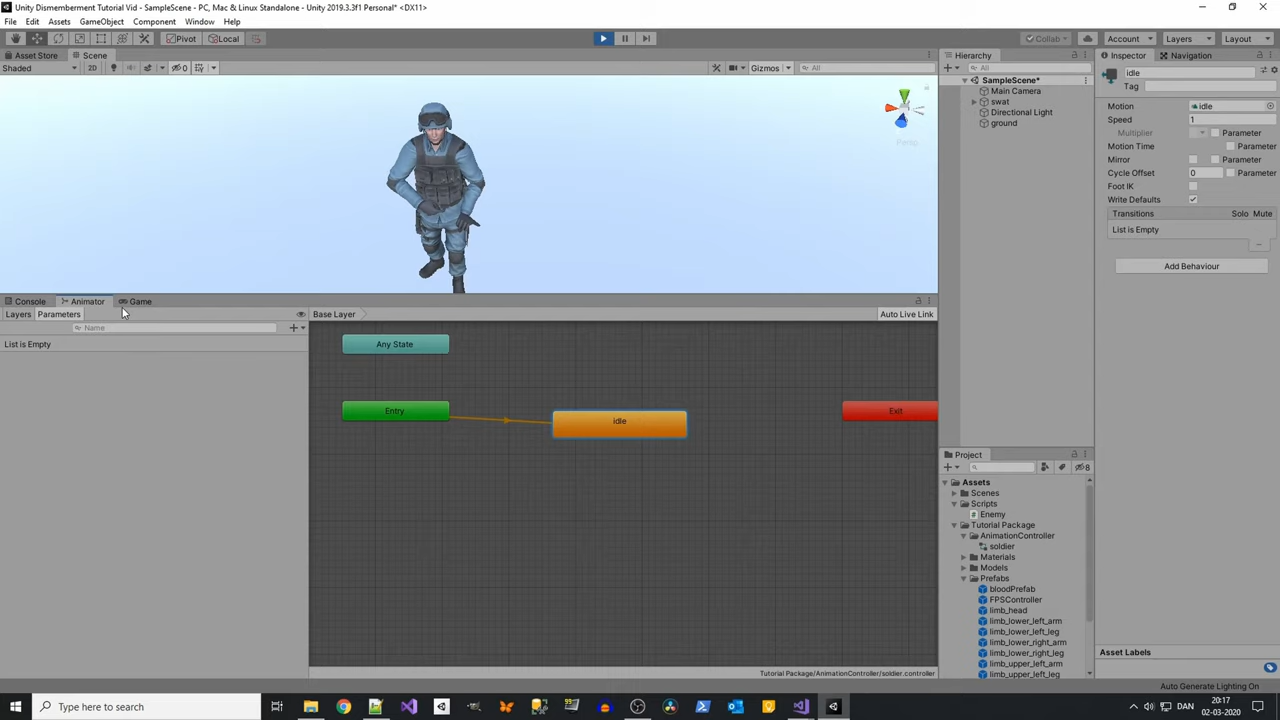 Unity Dismemberment Tutorial Vid - SampleScene - PC, Mac & Linux Standalone - Unity 2019.3.3f1 Personal* <DX11>
File Edit Assets GameObject Component Window Help
Pivot Local Collab Account Layers Layout
Asset Store Scene Hierarchy Inspector Navigation
Shaded 2D 0 Gizmos All All
idle
Tag
SampleScene*
Main Camera
swat
Directional Light
ground
Persp
Motion idle
Speed 1
Multiplier Parameter
Motion Time Parameter
Mirror Parameter
Cycle Offset 0 Parameter
Foot IK
Write Defaults
Transitions Solo Mute
List is Empty
Add Behaviour
Console Animator Game
Layers Parameters Base Layer Auto Live Link
Name
List is Empty
Any State
Entry
idle
Exit
Tutorial Package/AnimationController/soldier.controller
Project
8
Assets
Scenes
Scripts
Enemy
Tutorial Package
AnimationController
soldier
Materials
Models
Prefabs
bloodPrefab
FPSController
limb_head
limb_lower_left_arm
limb_lower_left_leg
limb_lower_right_arm
limb_lower_right_leg
limb_upper_left_arm
limb_upper_left_leg
Asset Labels
Auto Generate Lighting On
Type here to search
DAN
20:17
02-03-2020